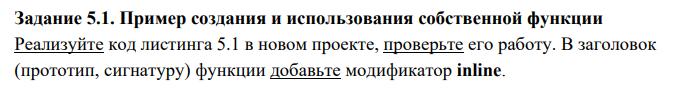 Задание 5.1. Пример создания и использования собственной функции
Реализуйте код листинга 5.1 в новом проекте, проверьте его работу. В заголовок
(прототип, сигнатуру) функции добавьте модификатор inline.